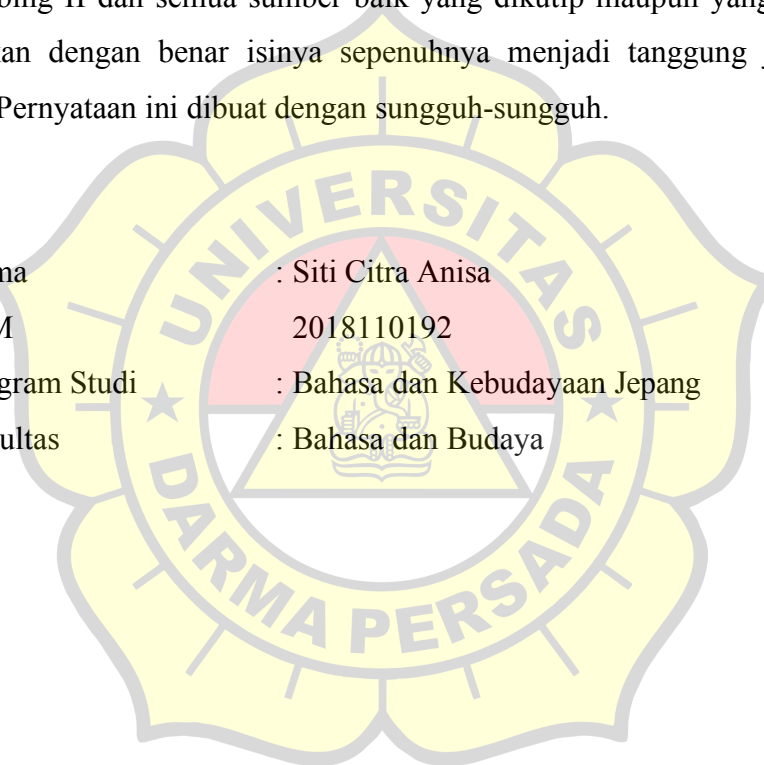 bing II dan semua sumber baik yang dikutip maupun yang
kan dengan benar isinya sepenuhnya menjadi tanggung
Pernyataan ini dibuat dengan sungguh-sungguh.
UNIVERSITAS
ma : Siti Citra Anisa
M 2018110192
gram Studi : Bahasa dan Kebudayaan Jepang
ultas : Bahasa dan Budaya
DARMA PERSADA